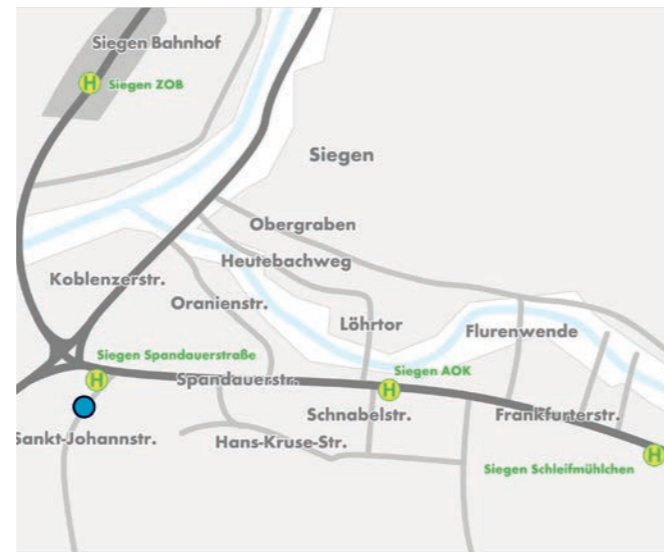 Siegen Bahnhof
H
Siegen ZOB
Siegen
Obergraben
Heutebachweg
Koblenzerstr.
Oranienstr.
Löhrtor
Flurenwende
Siegen Spandauerstraße
H
Siegen AOK
H
Spandauerstr.
Schnabelstr.
Frankfurterstr.
Sankt-Johannstr.
Hans-Kruse-Str.
Siegen Schleifmühlchen
H